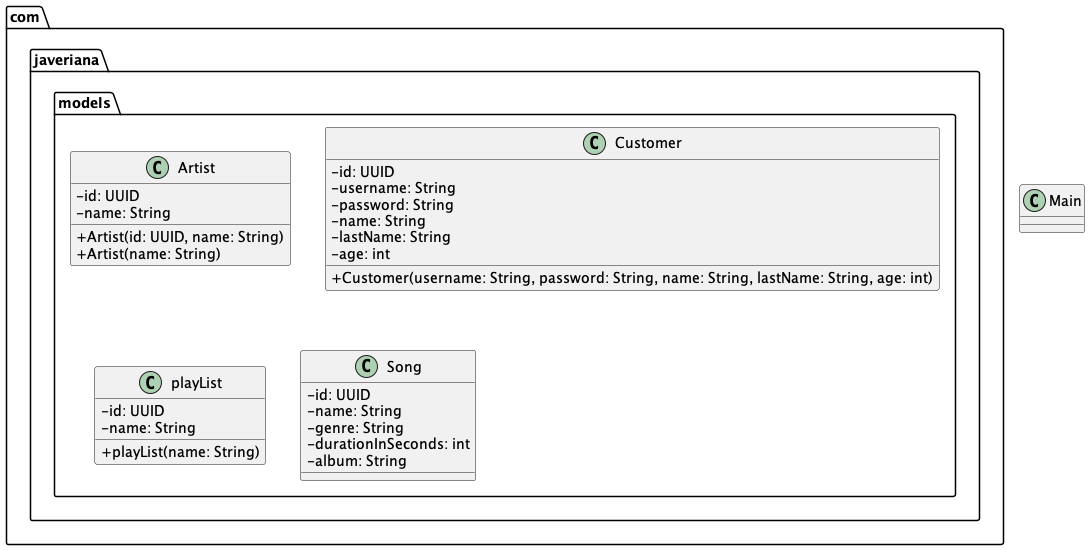 com
javeriana
models
C Artist
-id: UUID
-name: String
+Artist(id: UUID, name: String)
+Artist(name: String)
C Customer
-id: UUID
-username: String
-password: String
-name: String
-lastName: String
-age: int
+Customer(username: String, password: String, name: String, lastName: String, age: int)
C Main
C playList
-id: UUID
-name: String
+playList(name: String)
C Song
-id: UUID
-name: String
-genre: String
-durationInSeconds: int
-album: String